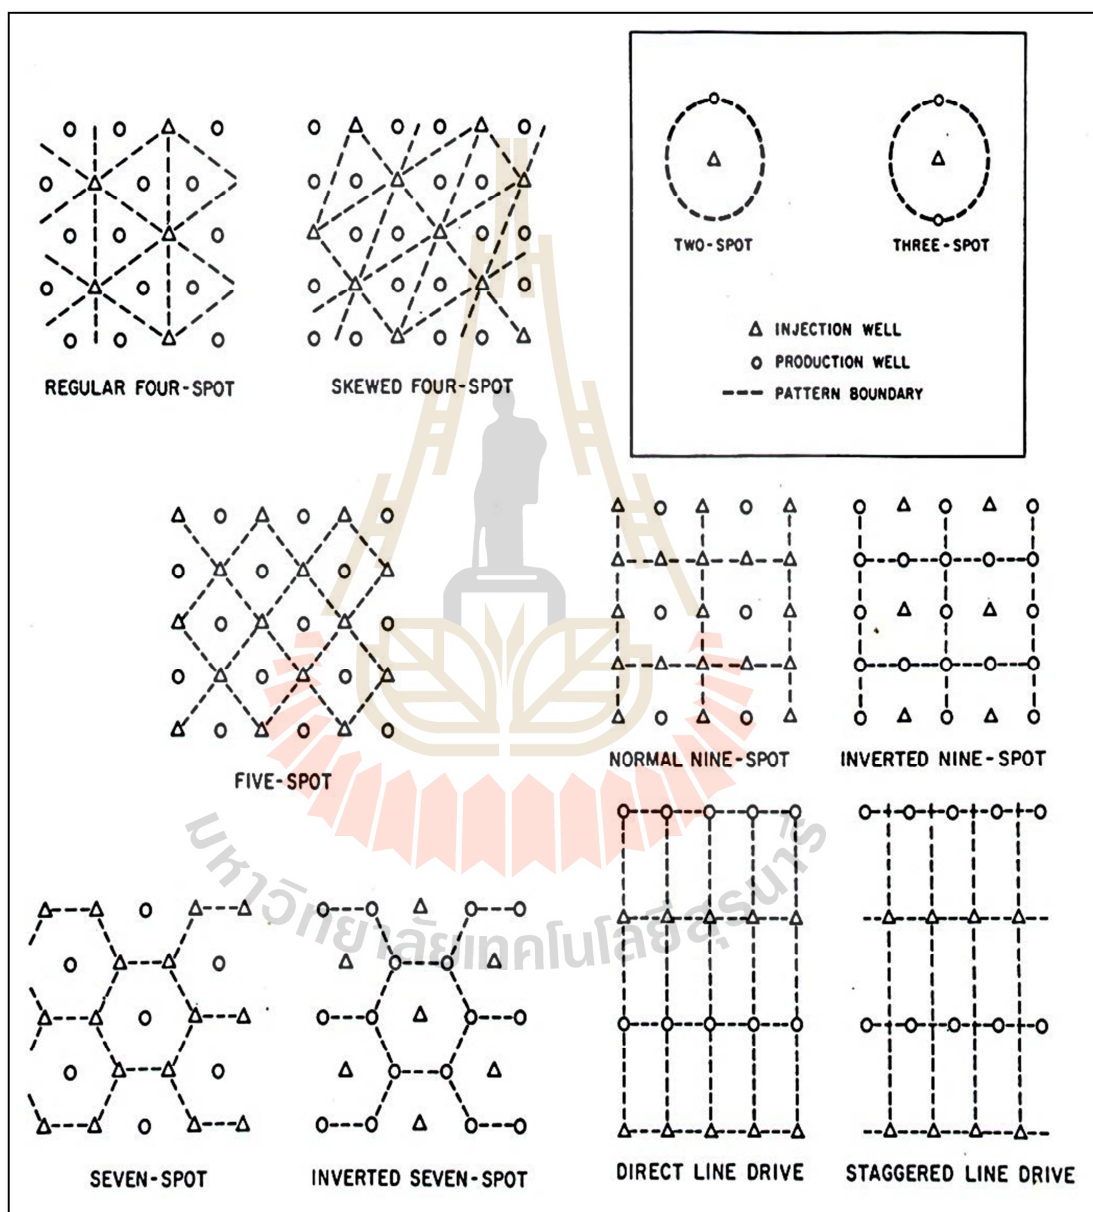 TWO-SPOT
THREE-SPOT
△ INJECTION WELL
○ PRODUCTION WELL
--- PATTERN BOUNDARY
REGULAR FOUR-SPOT
SKEWED FOUR-SPOT
FIVE-SPOT
NORMAL NINE-SPOT
INVERTED NINE-SPOT
SEVEN-SPOT
INVERTED SEVEN-SPOT
DIRECT LINE DRIVE
STAGGERED LINE DRIVE
มหาวิทยาลัยเทคโนโลยีสุรนารี